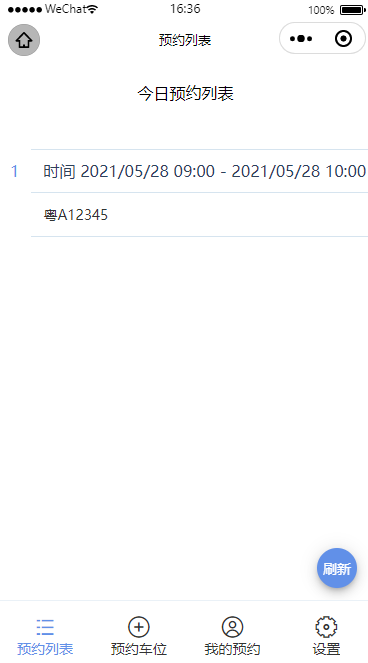 WeChat 16:36 100%
预约列表
今日预约列表
1 时间 2021/05/28 09:00 - 2021/05/28 10:00
粤A12345
刷新
预约列表 预约车位 我的预约 设置